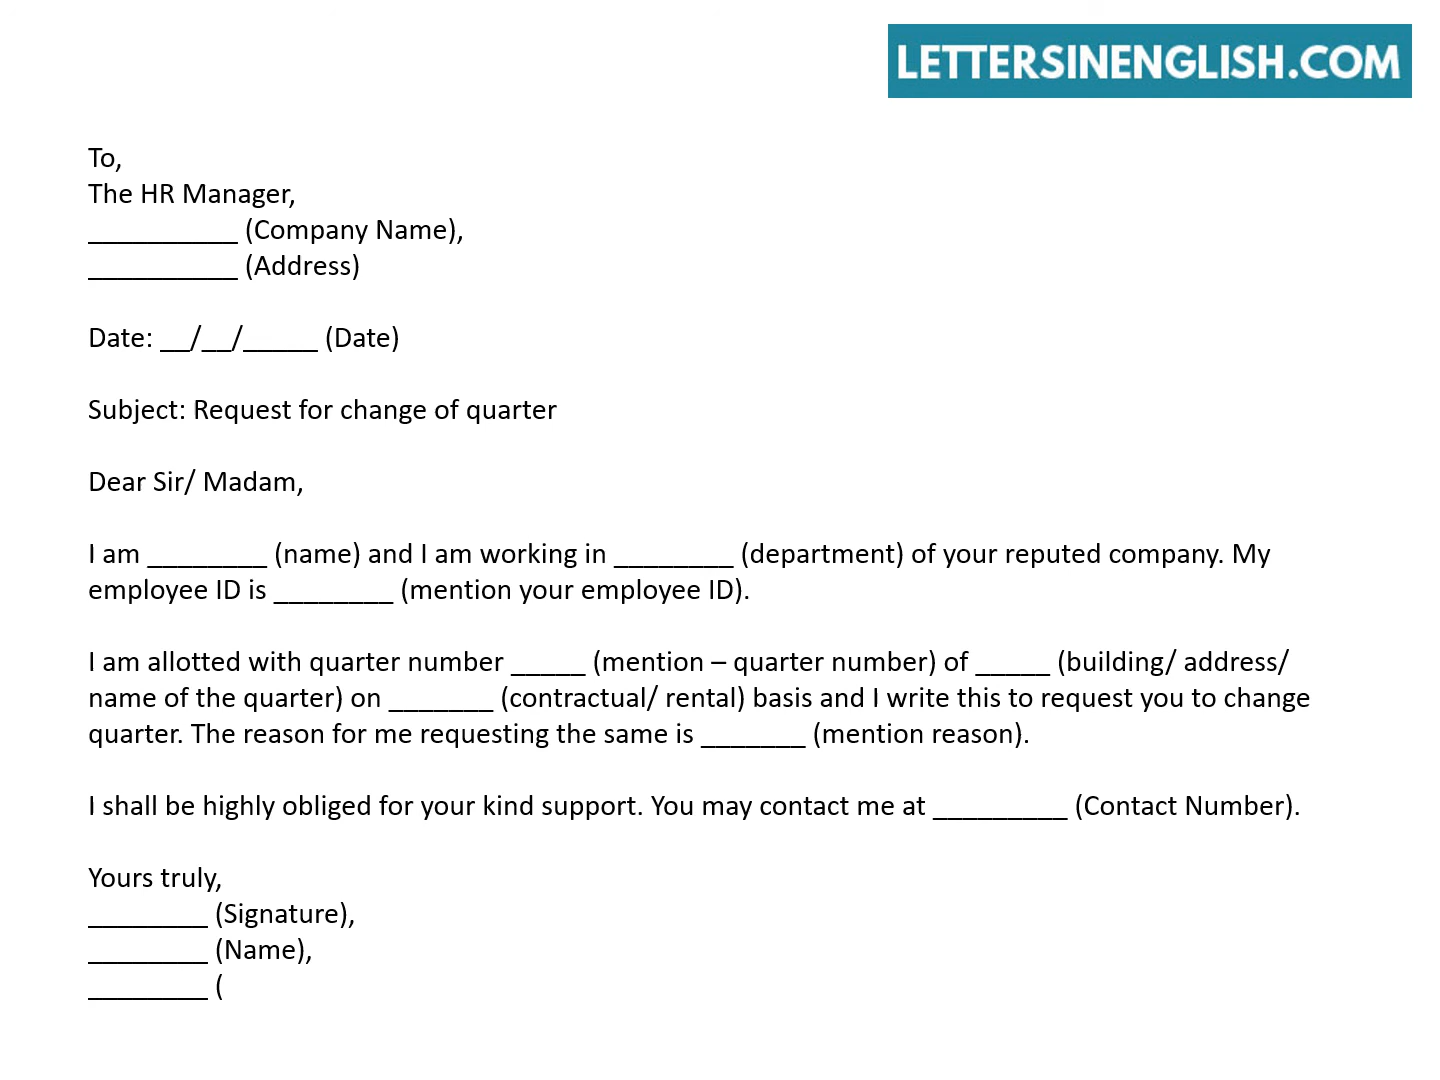 LETTERSINENGLISH.COM
To,
The HR Manager,
__________ (Company Name),
__________ (Address)
Date: __/__/_____ (Date)
Subject: Request for change of quarter
Dear Sir/ Madam,
I am ________ (name) and I am working in ________ (department) of your reputed company. My
employee ID is ________ (mention your employee ID).
I am allotted with quarter number _____ (mention – quarter number) of _____ (building/ address/
name of the quarter) on _______ (contractual/ rental) basis and I write this to request you to change
quarter. The reason for me requesting the same is _______ (mention reason).
I shall be highly obliged for your kind support. You may contact me at _________ (Contact Number).
Yours truly,
________ (Signature),
________ (Name),
________ (